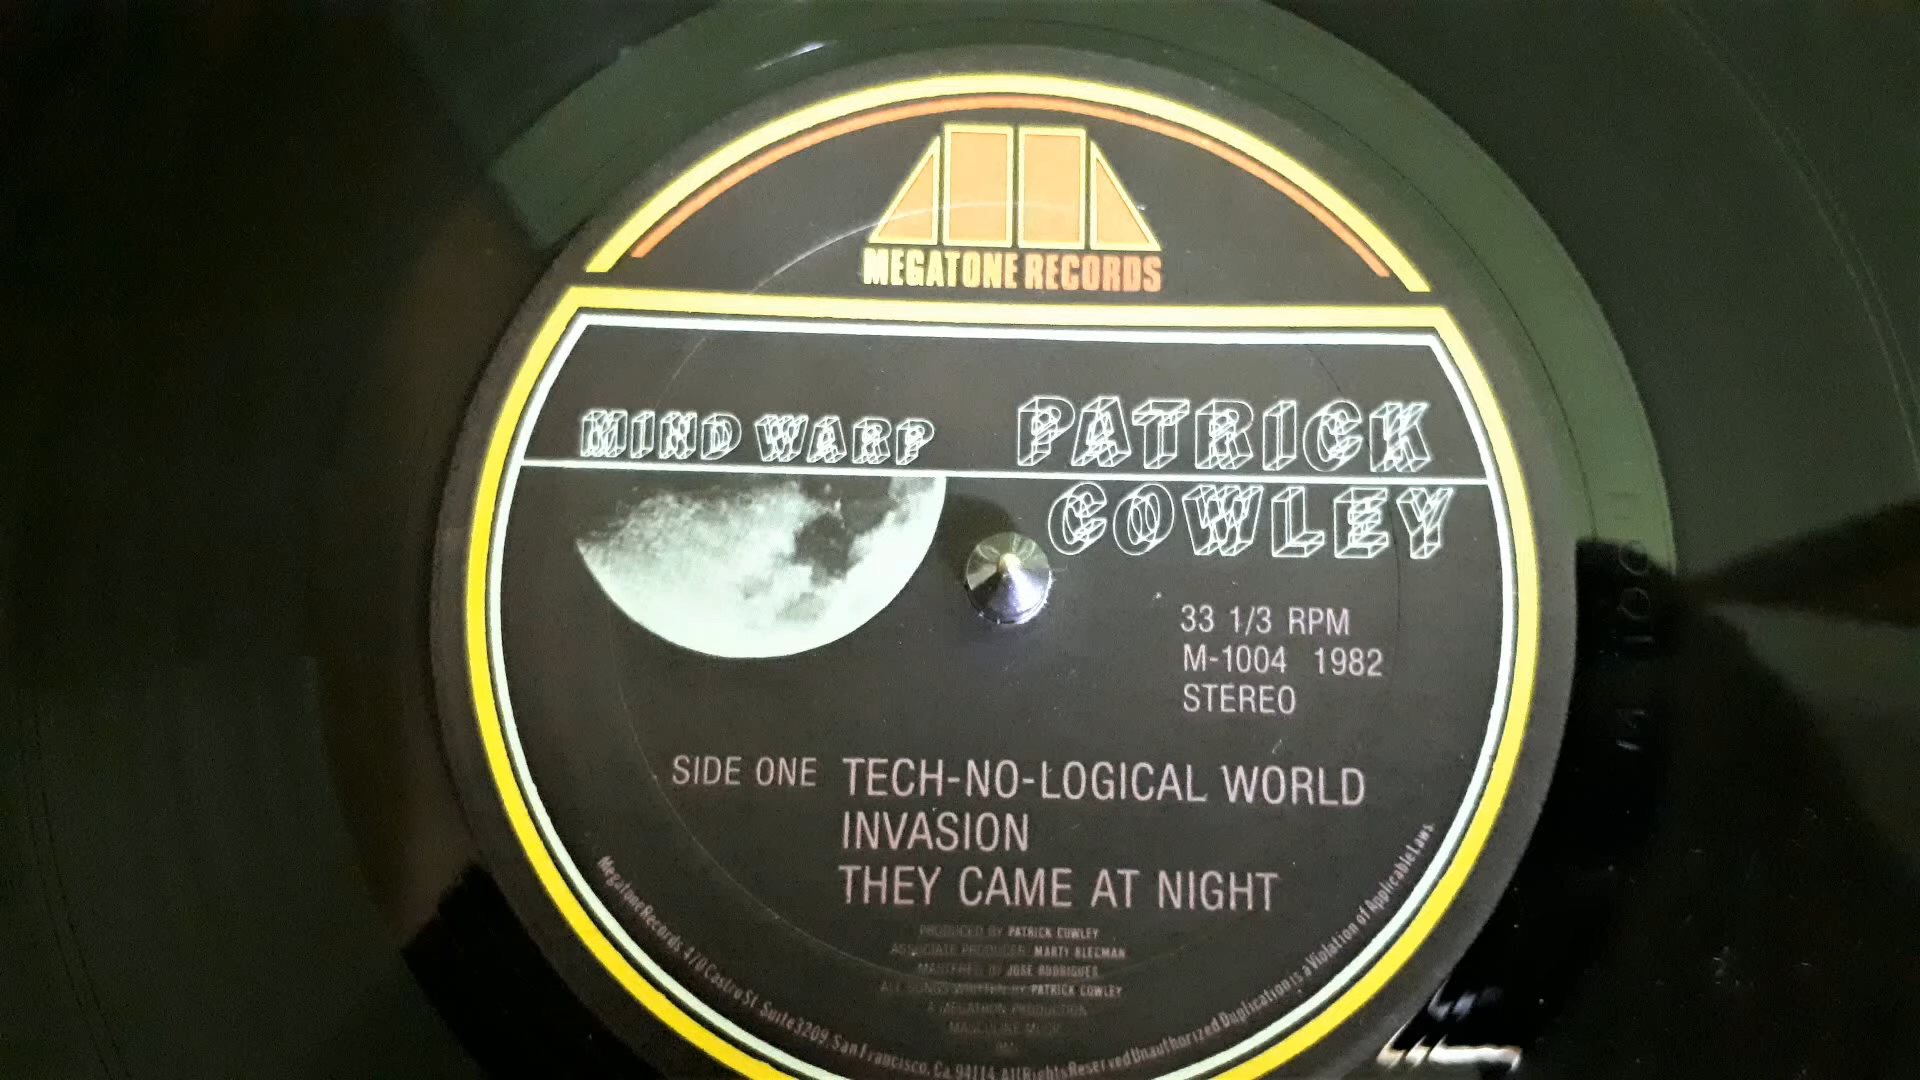 MEGATONE RECORDS
MIND WARP
PATRICK
COWLEY
33 1/3 RPM
M-1004 1982
STEREO
SIDE ONE TECH-NO-LOGICAL WORLD
INVASION
THEY CAME AT NIGHT
PRODUCED BY PATRICK COWLEY
ASSOCIATE PRODUCER MARTY BLECMAN
MASTERED BY JOSE RODRIGUES
ALL SONGS WRITTEN BY PATRICK COWLEY
A MEGATHON PRODUCTION
MASCULINE MUSIC
Megatone Records. 470 Castro St. Suite 3209. San Francisco, Ca. 94114. All Rights Reserved Unauthorized Duplication is a Violation of Applicable Laws.